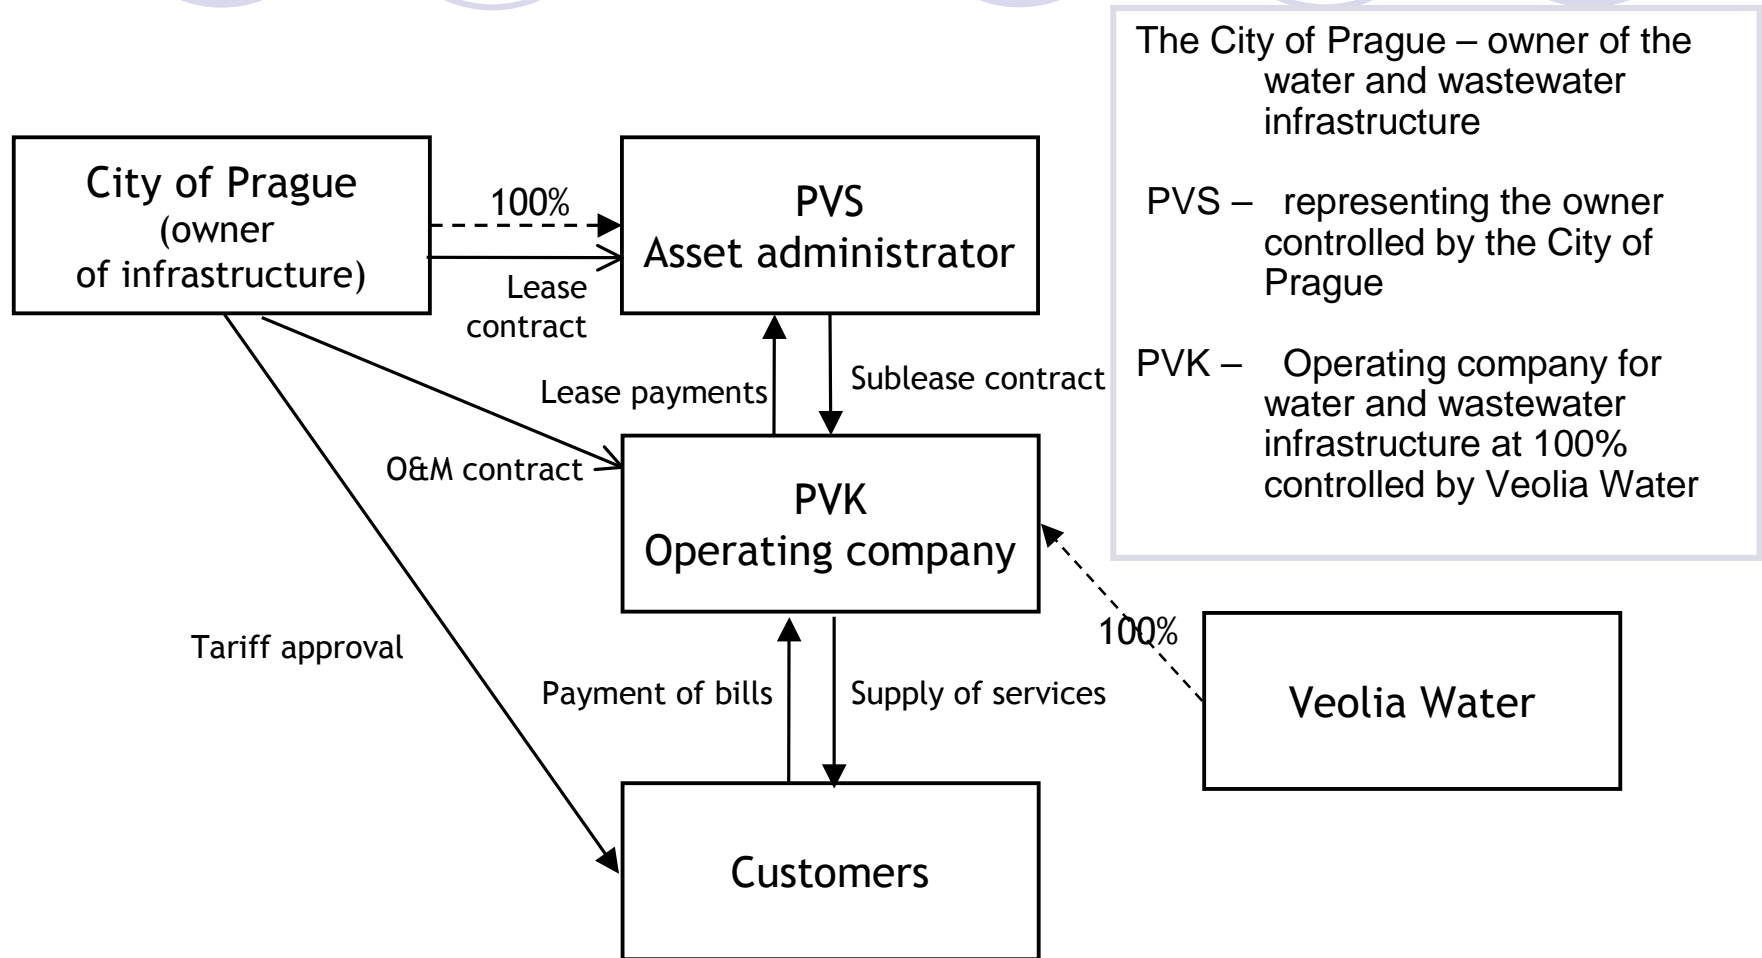 The City of Prague – owner of the
water and wastewater
infrastructure
PVS – representing the owner
controlled by the City of
Prague
PVK – Operating company for
water and wastewater
infrastructure at 100%
controlled by Veolia Water
City of Prague
(owner
of infrastructure)
100%
Lease
contract
PVS
Asset administrator
Lease payments
Sublease contract
O&M contract
PVK
Operating company
100%
Veolia Water
Tariff approval
Payment of bills
Supply of services
Customers